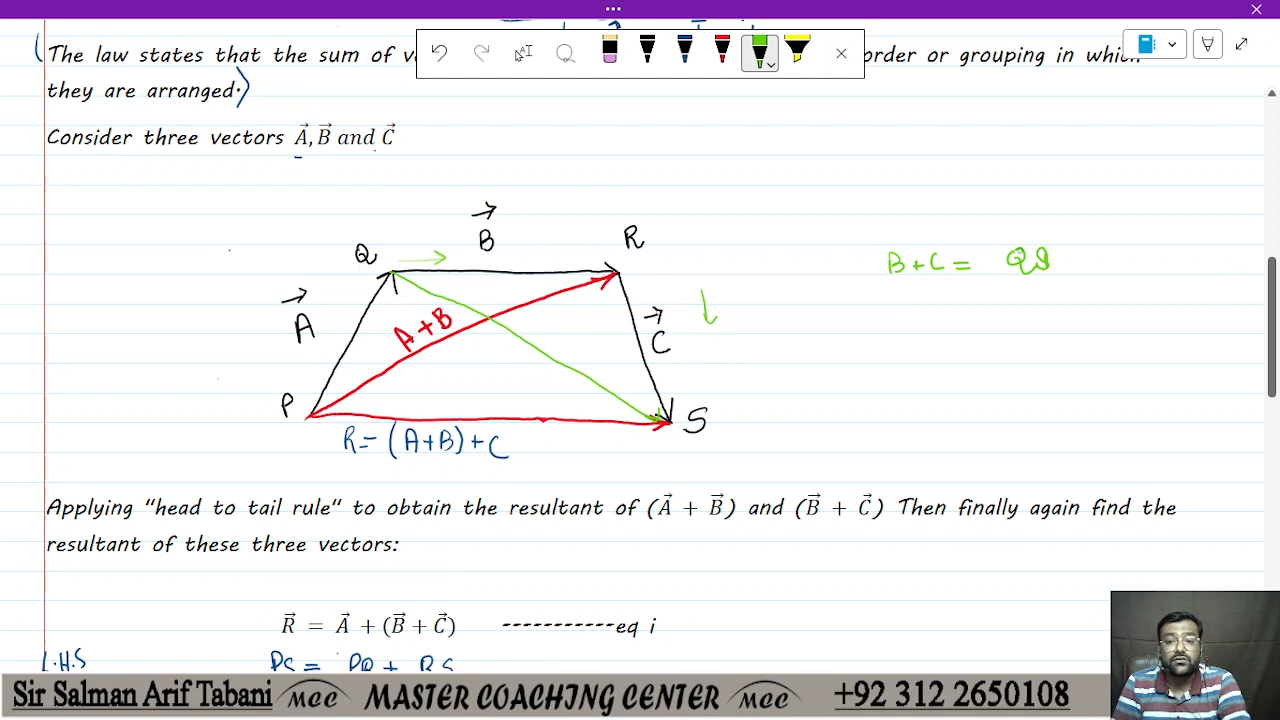 The law states that the sum of order or grouping in which
they are arranged.
Consider three vectors A⃗, B⃗ and C⃗
B⃗
R
Q
B+C = QS
A⃗
A+B
C⃗
P
S
R = (A+B)+C
Applying “head to tail rule“ to obtain the resultant of (A⃗ + B⃗) and (B⃗ + C⃗) Then finally again find the
resultant of these three vectors:
R⃗ = A⃗ + (B⃗ + C⃗) -----------eq i
L.H.S
Sir Salman Arif Tabani MCC MASTER COACHING CENTER MCC +92 312 2650108